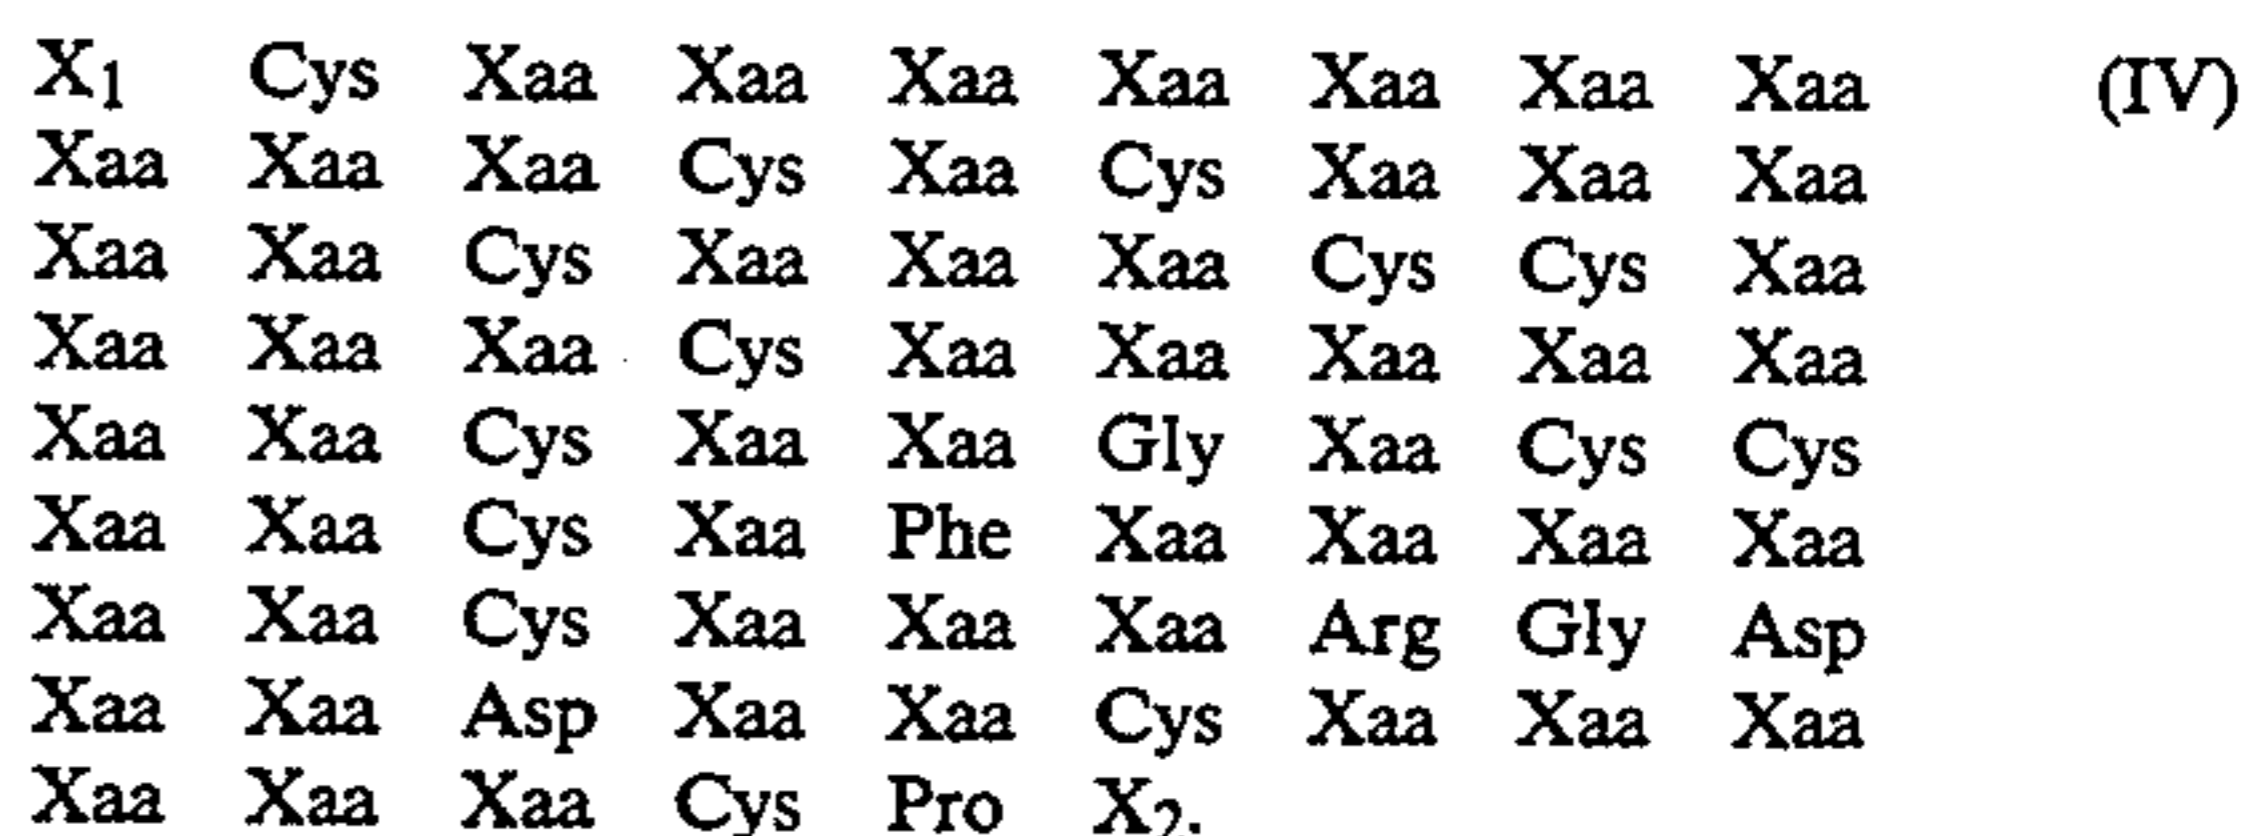 X1 Cys Xaa Xaa Xaa Xaa Xaa Xaa Xaa (IV)
Xaa Xaa Xaa Cys Xaa Cys Xaa Xaa Xaa
Xaa Xaa Cys Xaa Xaa Xaa Cys Cys Xaa
Xaa Xaa Xaa Cys Xaa Xaa Xaa Xaa Xaa
Xaa Xaa Cys Xaa Xaa Gly Xaa Cys Cys
Xaa Xaa Cys Xaa Phe Xaa Xaa Xaa Xaa
Xaa Xaa Cys Xaa Xaa Xaa Arg Gly Asp
Xaa Xaa Asp Xaa Xaa Cys Xaa Xaa Xaa
Xaa Xaa Xaa Cys Pro X2.